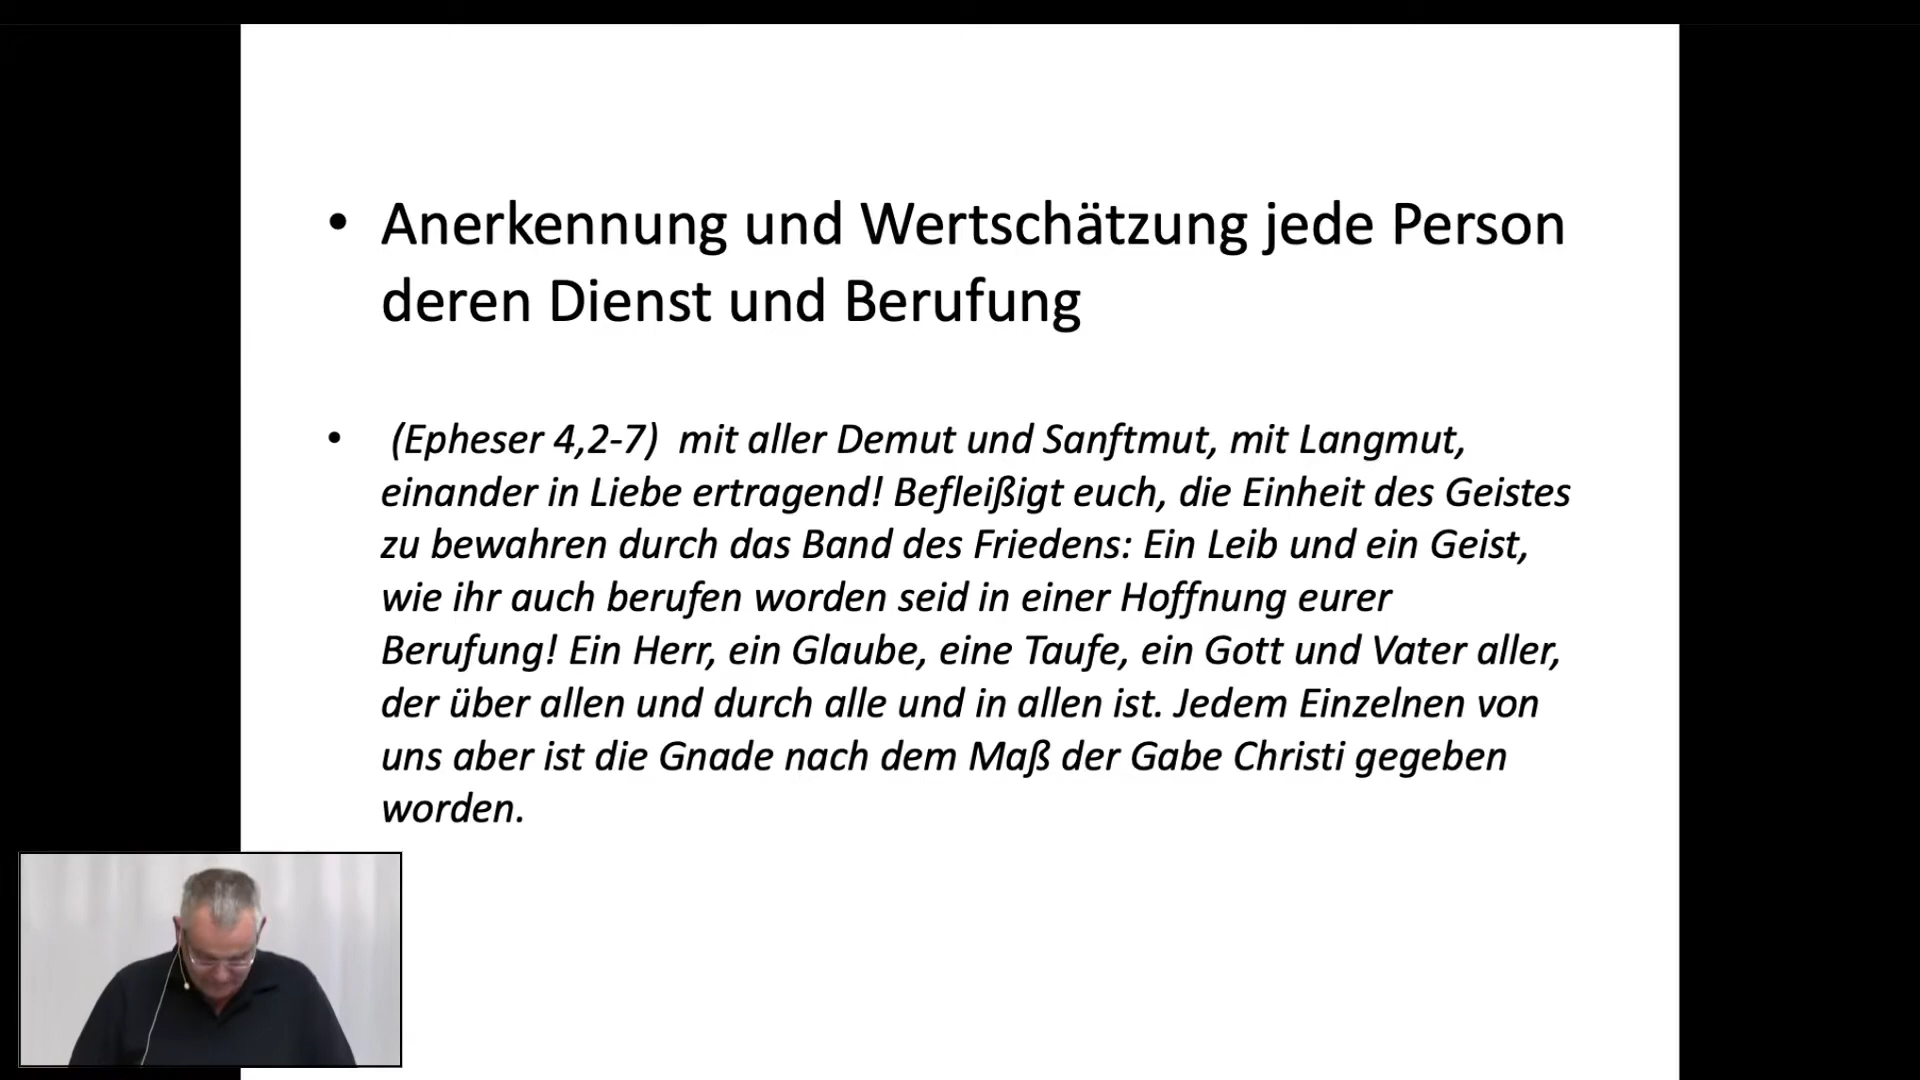 • Anerkennung und Wertschätzung jede Person
deren Dienst und Berufung
• (Epheser 4,2-7) mit aller Demut und Sanftmut, mit Langmut,
einander in Liebe ertragend! Befleißigt euch, die Einheit des Geistes
zu bewahren durch das Band des Friedens: Ein Leib und ein Geist,
wie ihr auch berufen worden seid in einer Hoffnung eurer
Berufung! Ein Herr, ein Glaube, eine Taufe, ein Gott und Vater aller,
der über allen und durch alle und in allen ist. Jedem Einzelnen von
uns aber ist die Gnade nach dem Maß der Gabe Christi gegeben
worden.